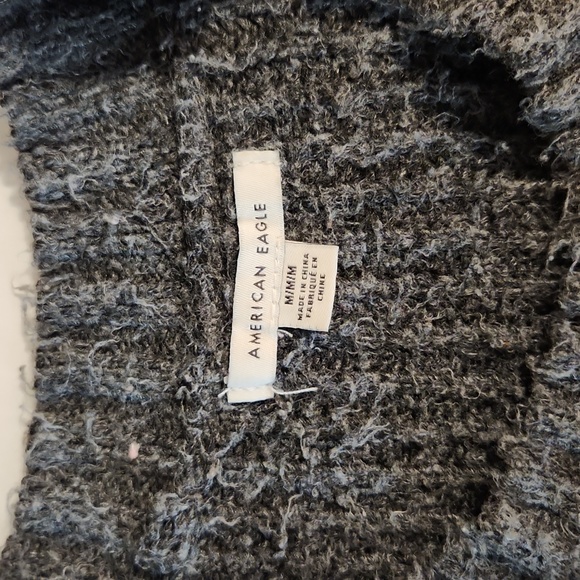 AMERICAN EAGLE
M/M/M
MADE IN CHINA
FABRIQUÉ EN
CHINE